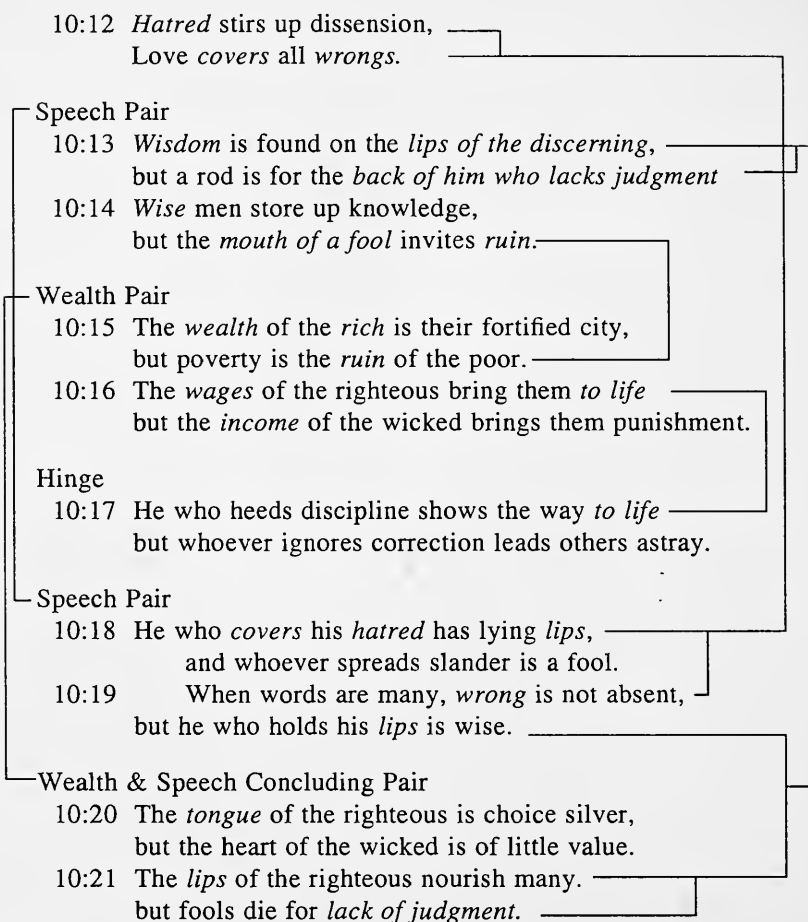 10:12 Hatred stirs up dissension,
Love covers all wrongs.
Speech Pair
10:13 Wisdom is found on the lips of the discerning,
but a rod is for the back of him who lacks judgment
10:14 Wise men store up knowledge,
but the mouth of a fool invites ruin.
Wealth Pair
10:15 The wealth of the rich is their fortified city,
but poverty is the ruin of the poor.
10:16 The wages of the righteous bring them to life
but the income of the wicked brings them punishment.
Hinge
10:17 He who heeds discipline shows the way to life
but whoever ignores correction leads others astray.
Speech Pair
10:18 He who covers his hatred has lying lips,
and whoever spreads slander is a fool.
10:19 When words are many, wrong is not absent,
but he who holds his lips is wise.
Wealth & Speech Concluding Pair
10:20 The tongue of the righteous is choice silver,
but the heart of the wicked is of little value.
10:21 The lips of the righteous nourish many.
but fools die for lack of judgment.